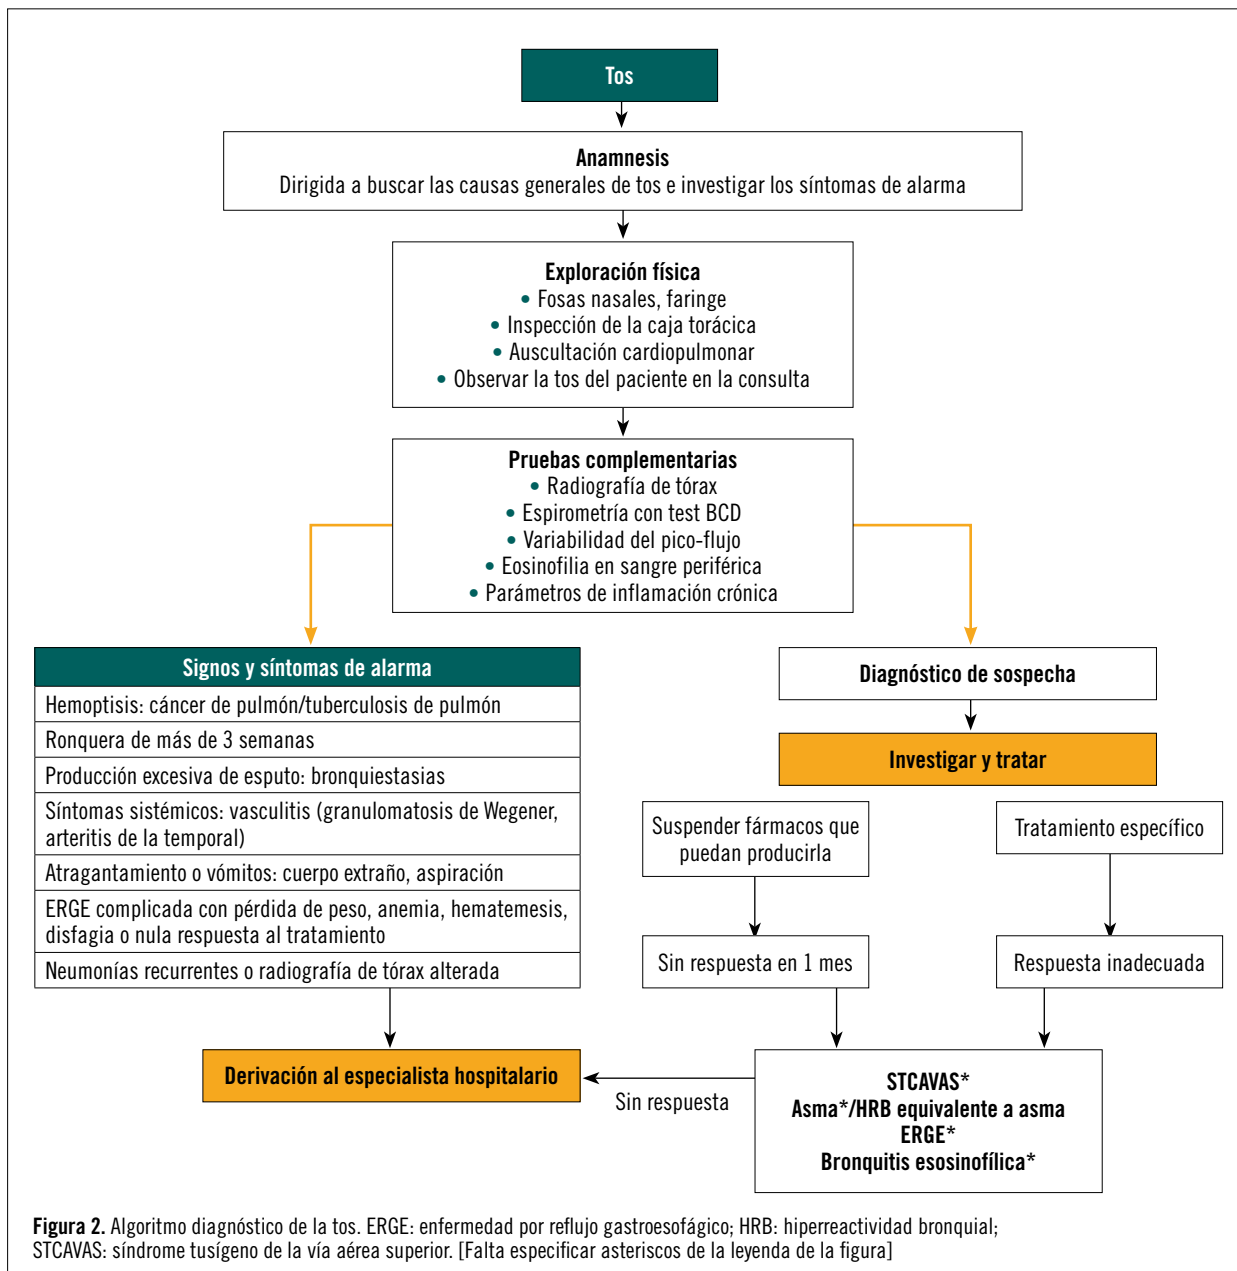 Tos
Anamnesis
Dirigida a buscar las causas generales de tos e investigar los síntomas de alarma
Exploración física
• Fosas nasales, faringe
• Inspección de la caja torácica
• Auscultación cardiopulmonar
• Observar la tos del paciente en la consulta
Pruebas complementarias
• Radiografía de tórax
• Espirometría con test BCD
• Variabilidad del pico-flujo
• Eosinofilia en sangre periférica
• Parámetros de inflamación crónica
Signos y síntomas de alarma
Hemoptisis: cáncer de pulmón/tuberculosis de pulmón
Ronquera de más de 3 semanas
Producción excesiva de esputo: bronquiestasias
Síntomas sistémicos: vasculitis (granulomatosis de Wegener,
arteritis de la temporal)
Atragantamiento o vómitos: cuerpo extraño, aspiración
ERGE complicada con pérdida de peso, anemia, hematemesis,
disfagia o nula respuesta al tratamiento
Neumonías recurrentes o radiografía de tórax alterada
Diagnóstico de sospecha
Investigar y tratar
Suspender fármacos que
puedan producirla
Tratamiento específico
Sin respuesta en 1 mes
Respuesta inadecuada
Derivación al especialista hospitalario
Sin respuesta
STCAVAS*
Asma*/HRB equivalente a asma
ERGE*
Bronquitis esosinofílica*
Figura 2. Algoritmo diagnóstico de la tos. ERGE: enfermedad por reflujo gastroesofágico; HRB: hiperreactividad bronquial;
STCAVAS: síndrome tusígeno de la vía aérea superior. [Falta especificar asteriscos de la leyenda de la figura]